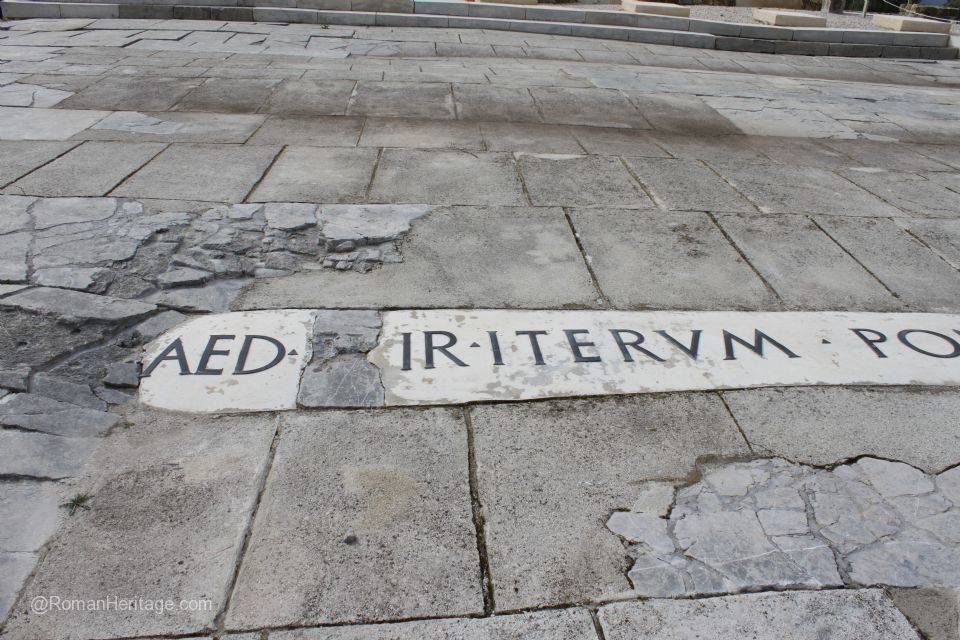 AED· IR·ITERVM · PO
@RomanHeritage.com